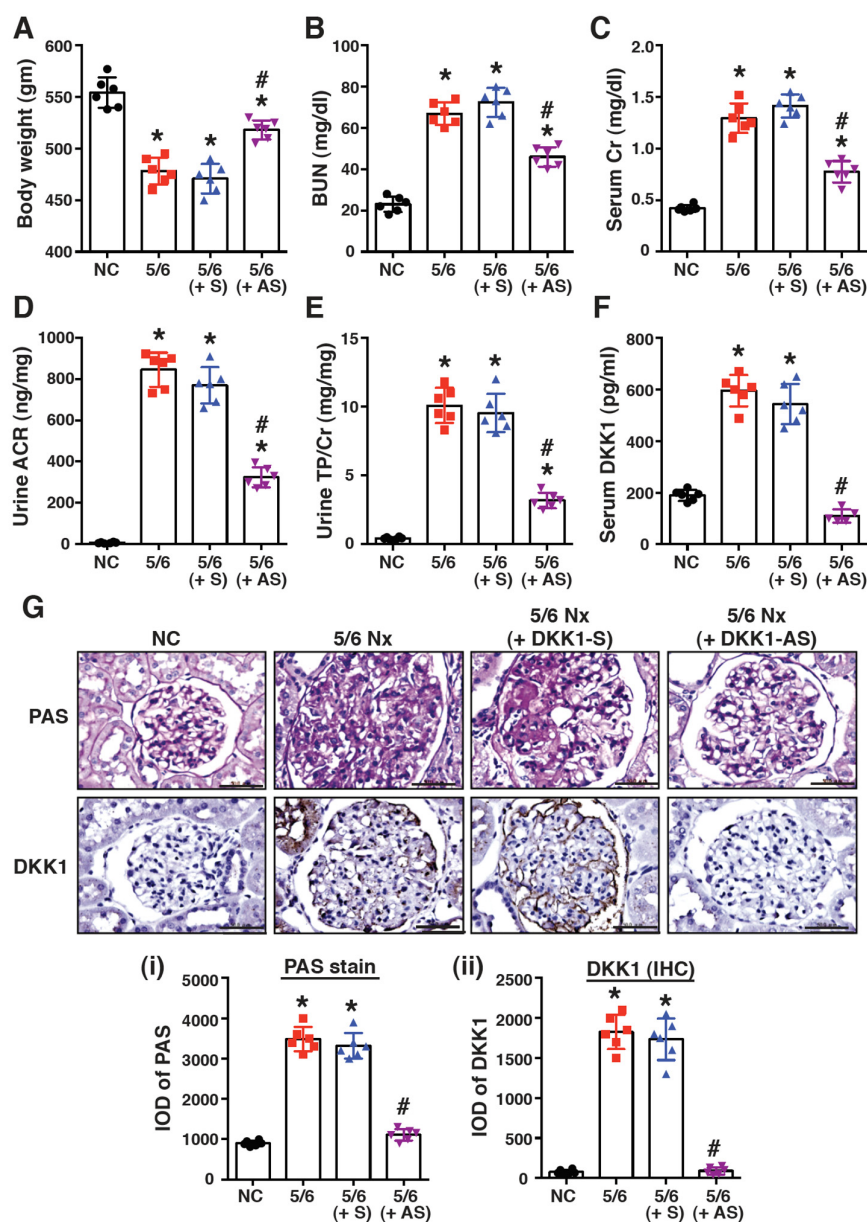 A
Body weight (gm)
600
550
500
450
400
* * # *
NC 5/6 5/6 (+ S) 5/6 (+ AS)
B
BUN (mg/dl)
100
80
60
40
20
0
* * # *
NC 5/6 5/6 (+ S) 5/6 (+ AS)
C
Serum Cr (mg/dl)
2.0
1.5
1.0
0.5
0.0
* * # *
NC 5/6 5/6 (+ S) 5/6 (+ AS)
D
Urine ACR (ng/mg)
1000
800
600
400
200
0
* * # *
NC 5/6 5/6 (+ S) 5/6 (+ AS)
E
Urine TP/Cr (mg/mg)
15
10
5
0
* * # *
NC 5/6 5/6 (+ S) 5/6 (+ AS)
F
Serum DKK1 (pg/ml)
800
600
400
200
0
* * #
NC 5/6 5/6 (+ S) 5/6 (+ AS)
G
NC
5/6 Nx
5/6 Nx
(+ DKK1-S)
5/6 Nx
(+ DKK1-AS)
PAS
DKK1
(i)
PAS stain
IOD of PAS
5000
4000
3000
2000
1000
0
* * #
NC 5/6 5/6 (+ S) 5/6 (+ AS)
(ii)
DKK1 (IHC)
IOD of DKK1
2500
2000
1500
1000
500
0
* * #
NC 5/6 5/6 (+ S) 5/6 (+ AS)